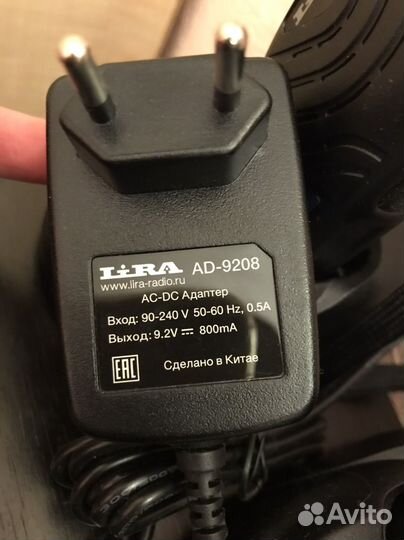 LiRA
LiRA AD-9208
www.lira-radio.ru
AC-DC Адаптер
Вход: 90-240 V 50-60 Hz, 0.5A
Выход: 9.2V ⎓ 800mA
EAC Сделано в Китае
Avito